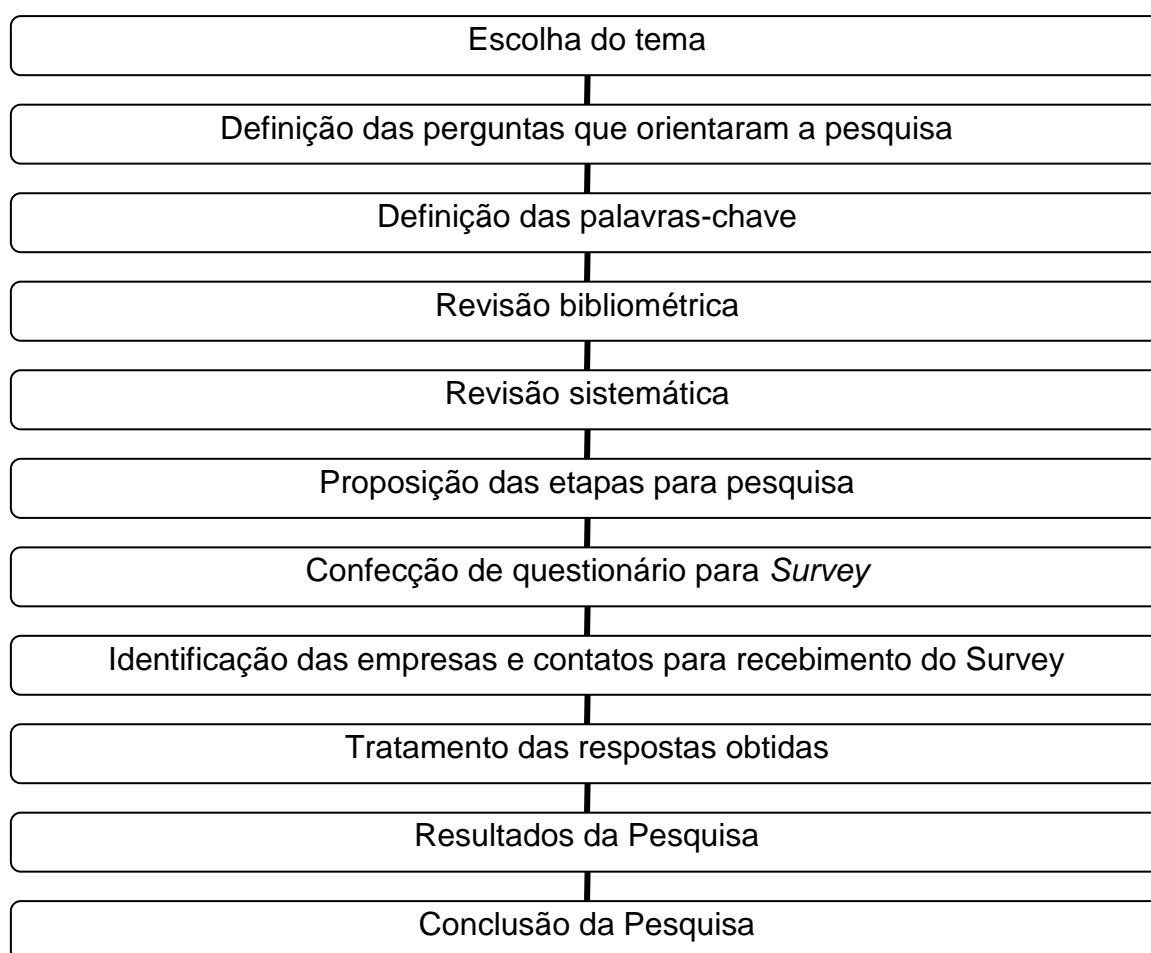 Escolha do tema
Definição das perguntas que orientaram a pesquisa
Definição das palavras-chave
Revisão bibliométrica
Revisão sistemática
Proposição das etapas para pesquisa
Confecção de questionário para Survey
Identificação das empresas e contatos para recebimento do Survey
Tratamento das respostas obtidas
Resultados da Pesquisa
Conclusão da Pesquisa